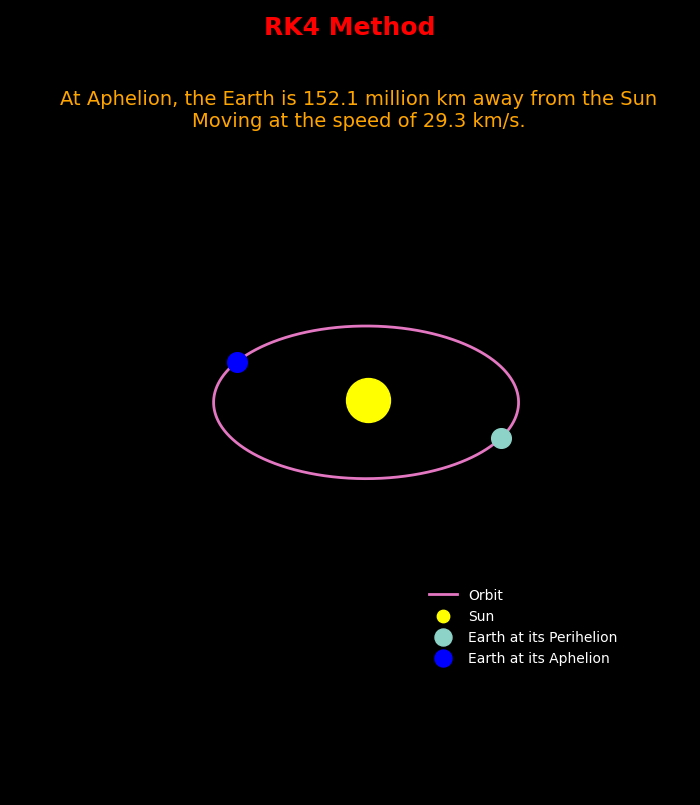 RK4 Method
At Aphelion, the Earth is 152.1 million km away from the Sun
Moving at the speed of 29.3 km/s.
Orbit
Sun
Earth at its Perihelion
Earth at its Aphelion